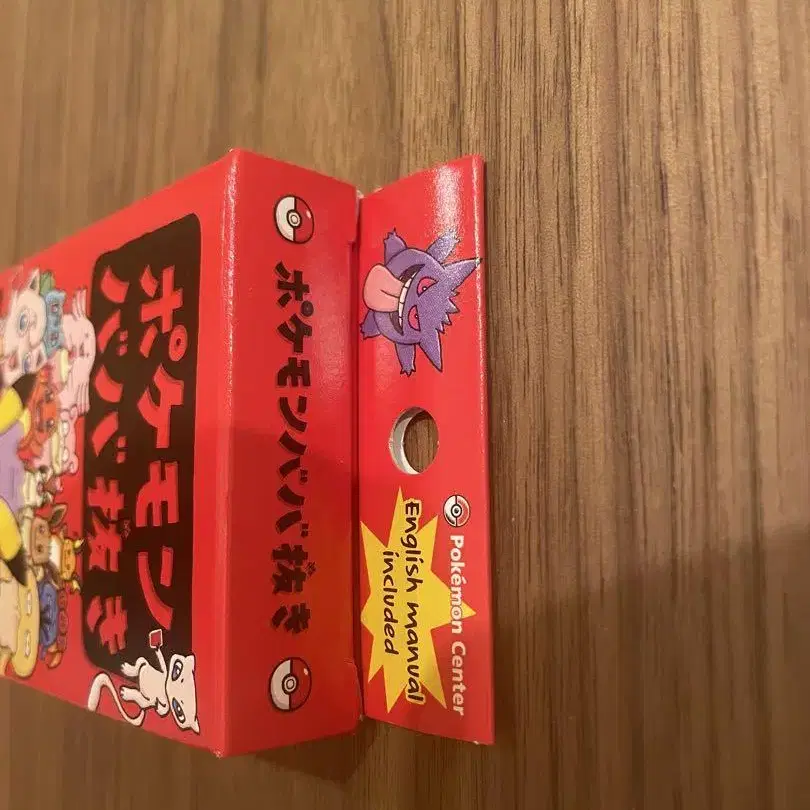 Pokémon Center
English manual
included
ポケモンババ抜き
ポケモン
ババ抜き